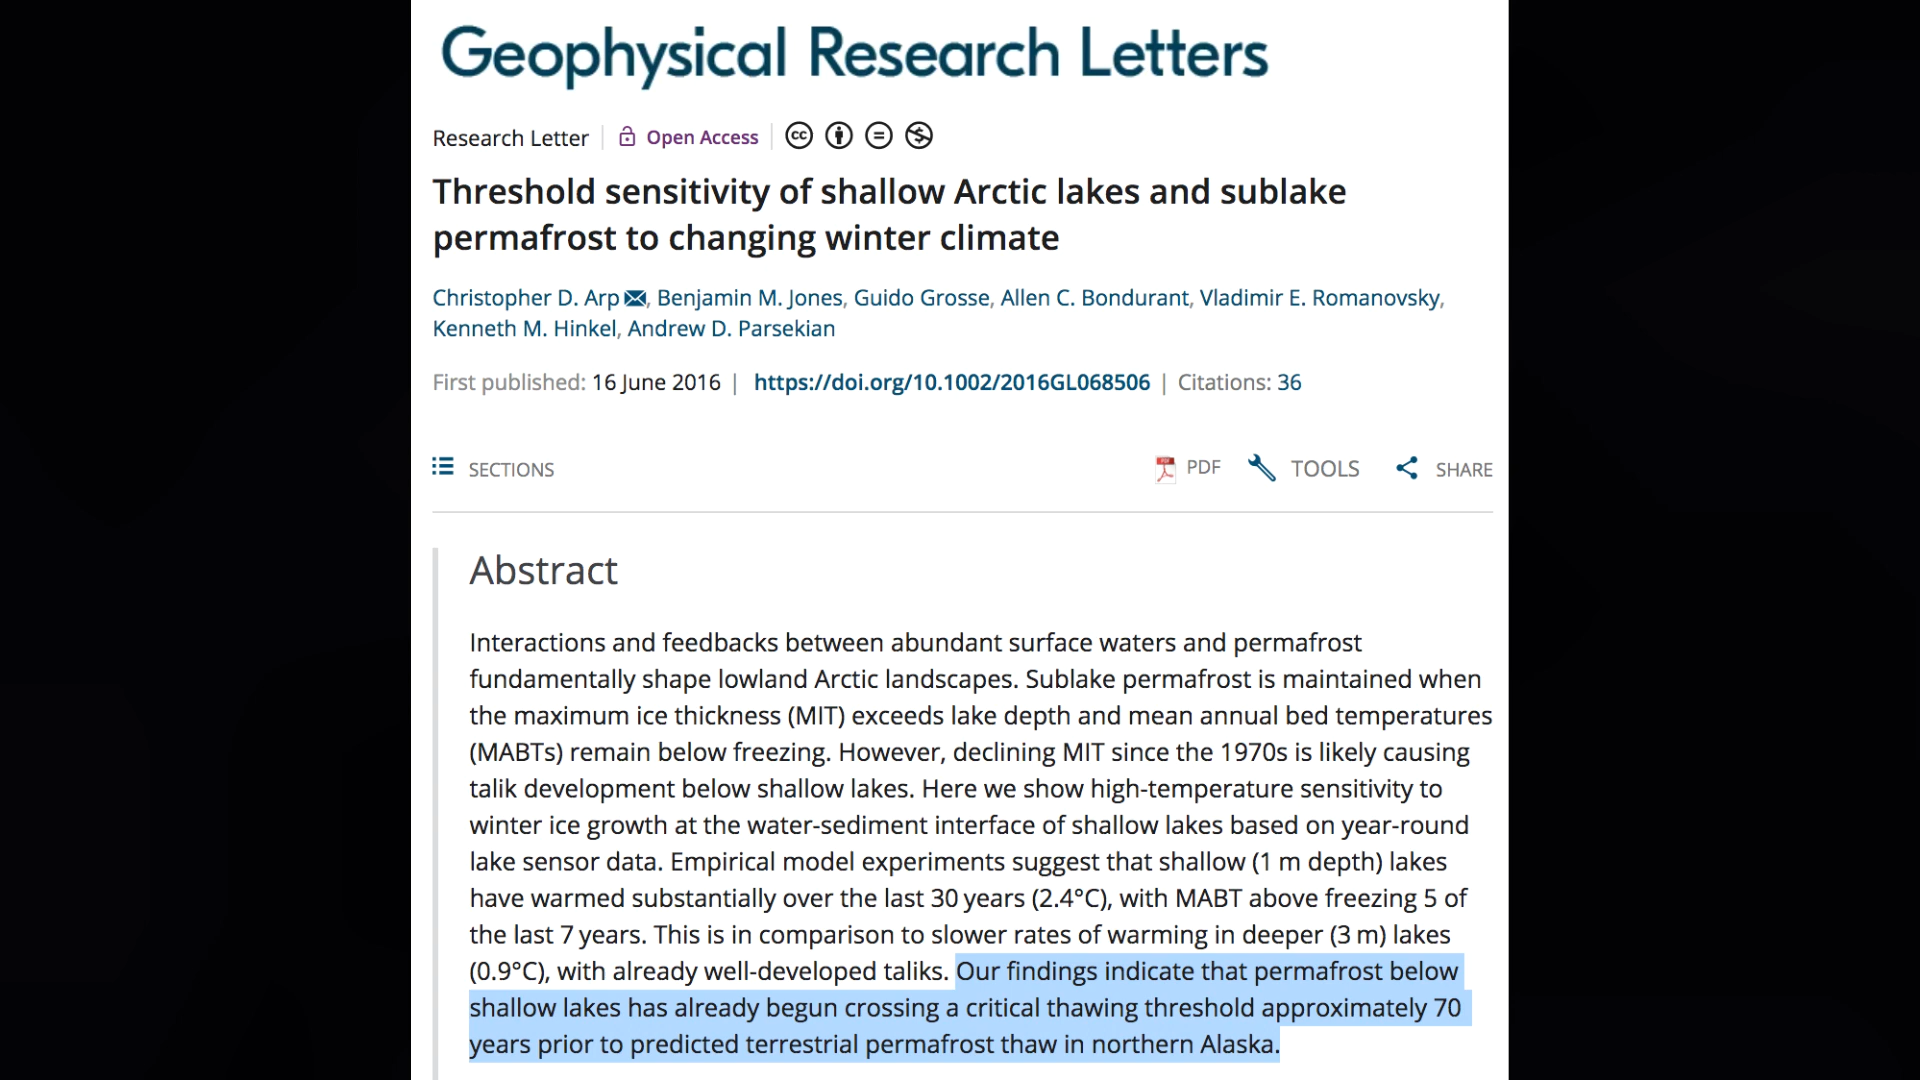 Geophysical Research Letters
Research Letter Open Access cc
Threshold sensitivity of shallow Arctic lakes and sublake
permafrost to changing winter climate
Christopher D. Arp, Benjamin M. Jones, Guido Grosse, Allen C. Bondurant, Vladimir E. Romanovsky,
Kenneth M. Hinkel, Andrew D. Parsekian
First published: 16 June 2016 | https://doi.org/10.1002/2016GL068506 | Citations: 36
SECTIONS PDF TOOLS SHARE
Abstract
Interactions and feedbacks between abundant surface waters and permafrost
fundamentally shape lowland Arctic landscapes. Sublake permafrost is maintained when
the maximum ice thickness (MIT) exceeds lake depth and mean annual bed temperatures
(MABTs) remain below freezing. However, declining MIT since the 1970s is likely causing
talik development below shallow lakes. Here we show high-temperature sensitivity to
winter ice growth at the water-sediment interface of shallow lakes based on year-round
lake sensor data. Empirical model experiments suggest that shallow (1 m depth) lakes
have warmed substantially over the last 30 years (2.4°C), with MABT above freezing 5 of
the last 7 years. This is in comparison to slower rates of warming in deeper (3 m) lakes
(0.9°C), with already well-developed taliks. Our findings indicate that permafrost below
shallow lakes has already begun crossing a critical thawing threshold approximately 70
years prior to predicted terrestrial permafrost thaw in northern Alaska.